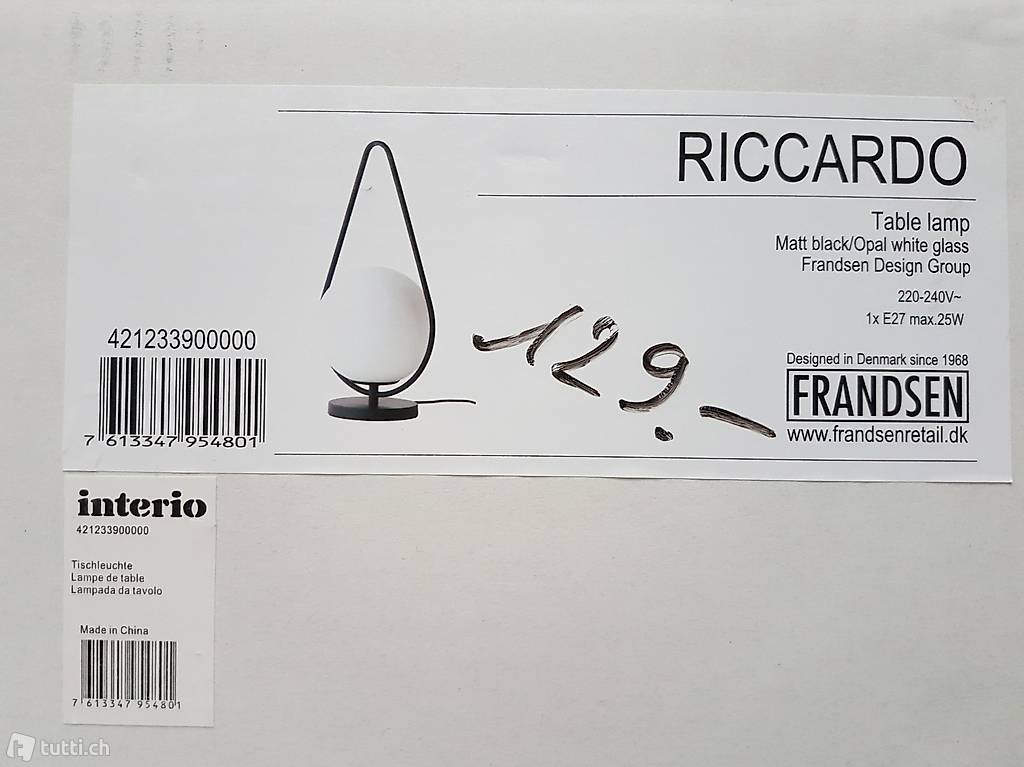 RICCARDO
Table lamp
Matt black/Opal white glass
Frandsen Design Group
220-240V~
1x E27 max.25W
129.-
Designed in Denmark since 1968
FRANDSEN
www.frandsenretail.dk
421233900000
7 613347 954801
interio
421233900000
Tischleuchte
Lampe de table
Lampada da tavolo
Made in China
7 613347 954801
tutti.ch